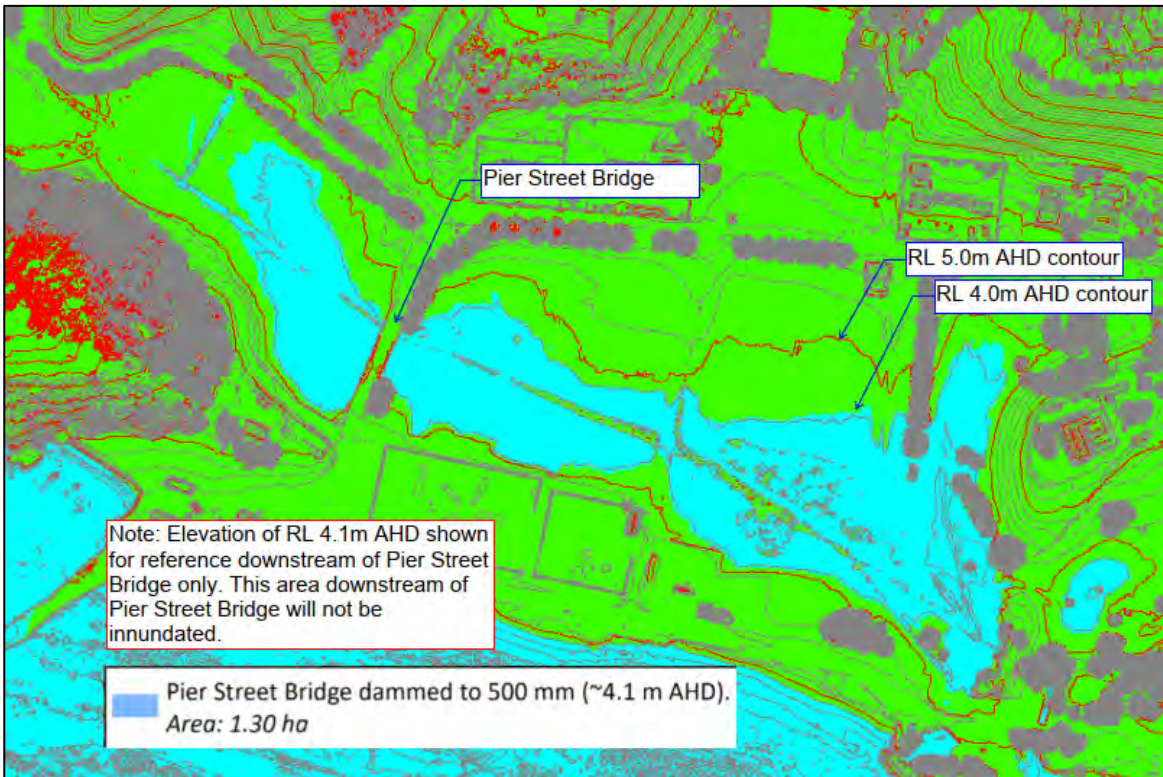 Pier Street Bridge
RL 5.0m AHD contour
RL 4.0m AHD contour
Note: Elevation of RL 4.1m AHD shown
for reference downstream of Pier Street
Bridge only. This area downstream of
Pier Street Bridge will not be
innundated.
Pier Street Bridge dammed to 500 mm (~4.1 m AHD).
Area: 1.30 ha